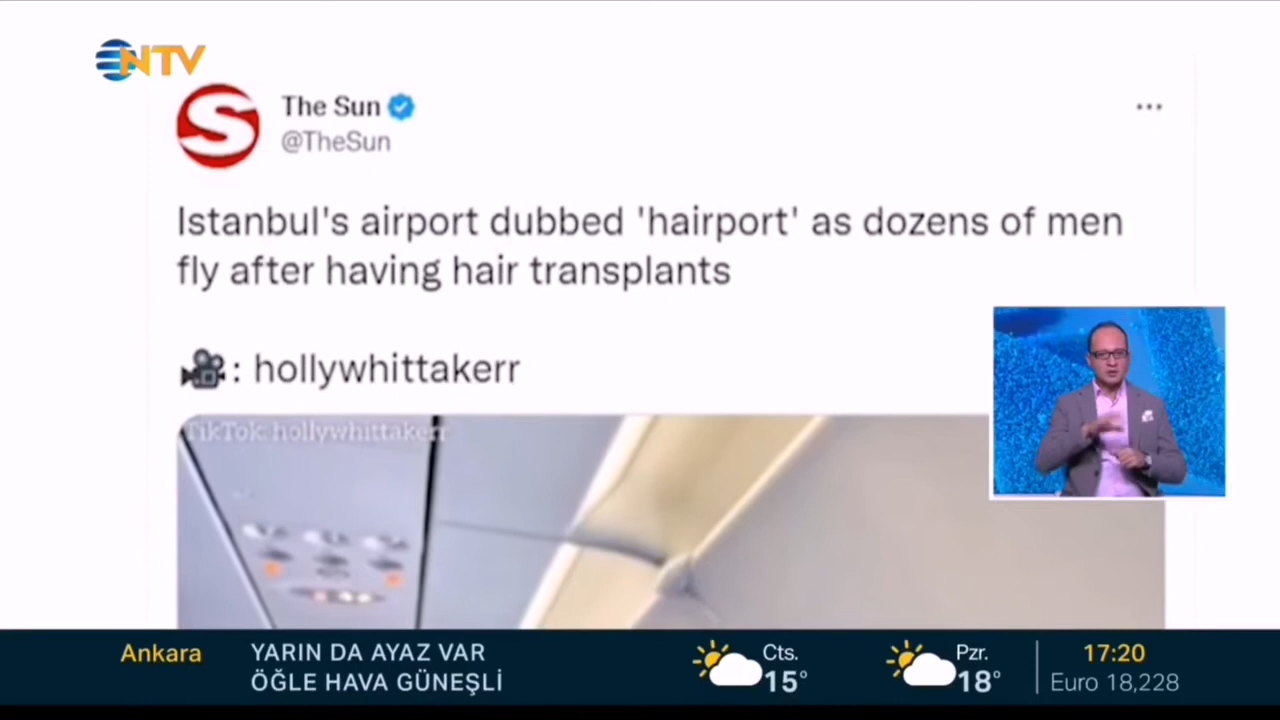 NTV
The Sun
@TheSun
Istanbul's airport dubbed 'hairport' as dozens of men
fly after having hair transplants
: hollywhittakerr
TikTok: hollywhittakerr
Ankara
YARIN DA AYAZ VAR
ÖĞLE HAVA GÜNEŞLİ
Cts.
15°
Pzr.
18°
17:20
Euro 18,228